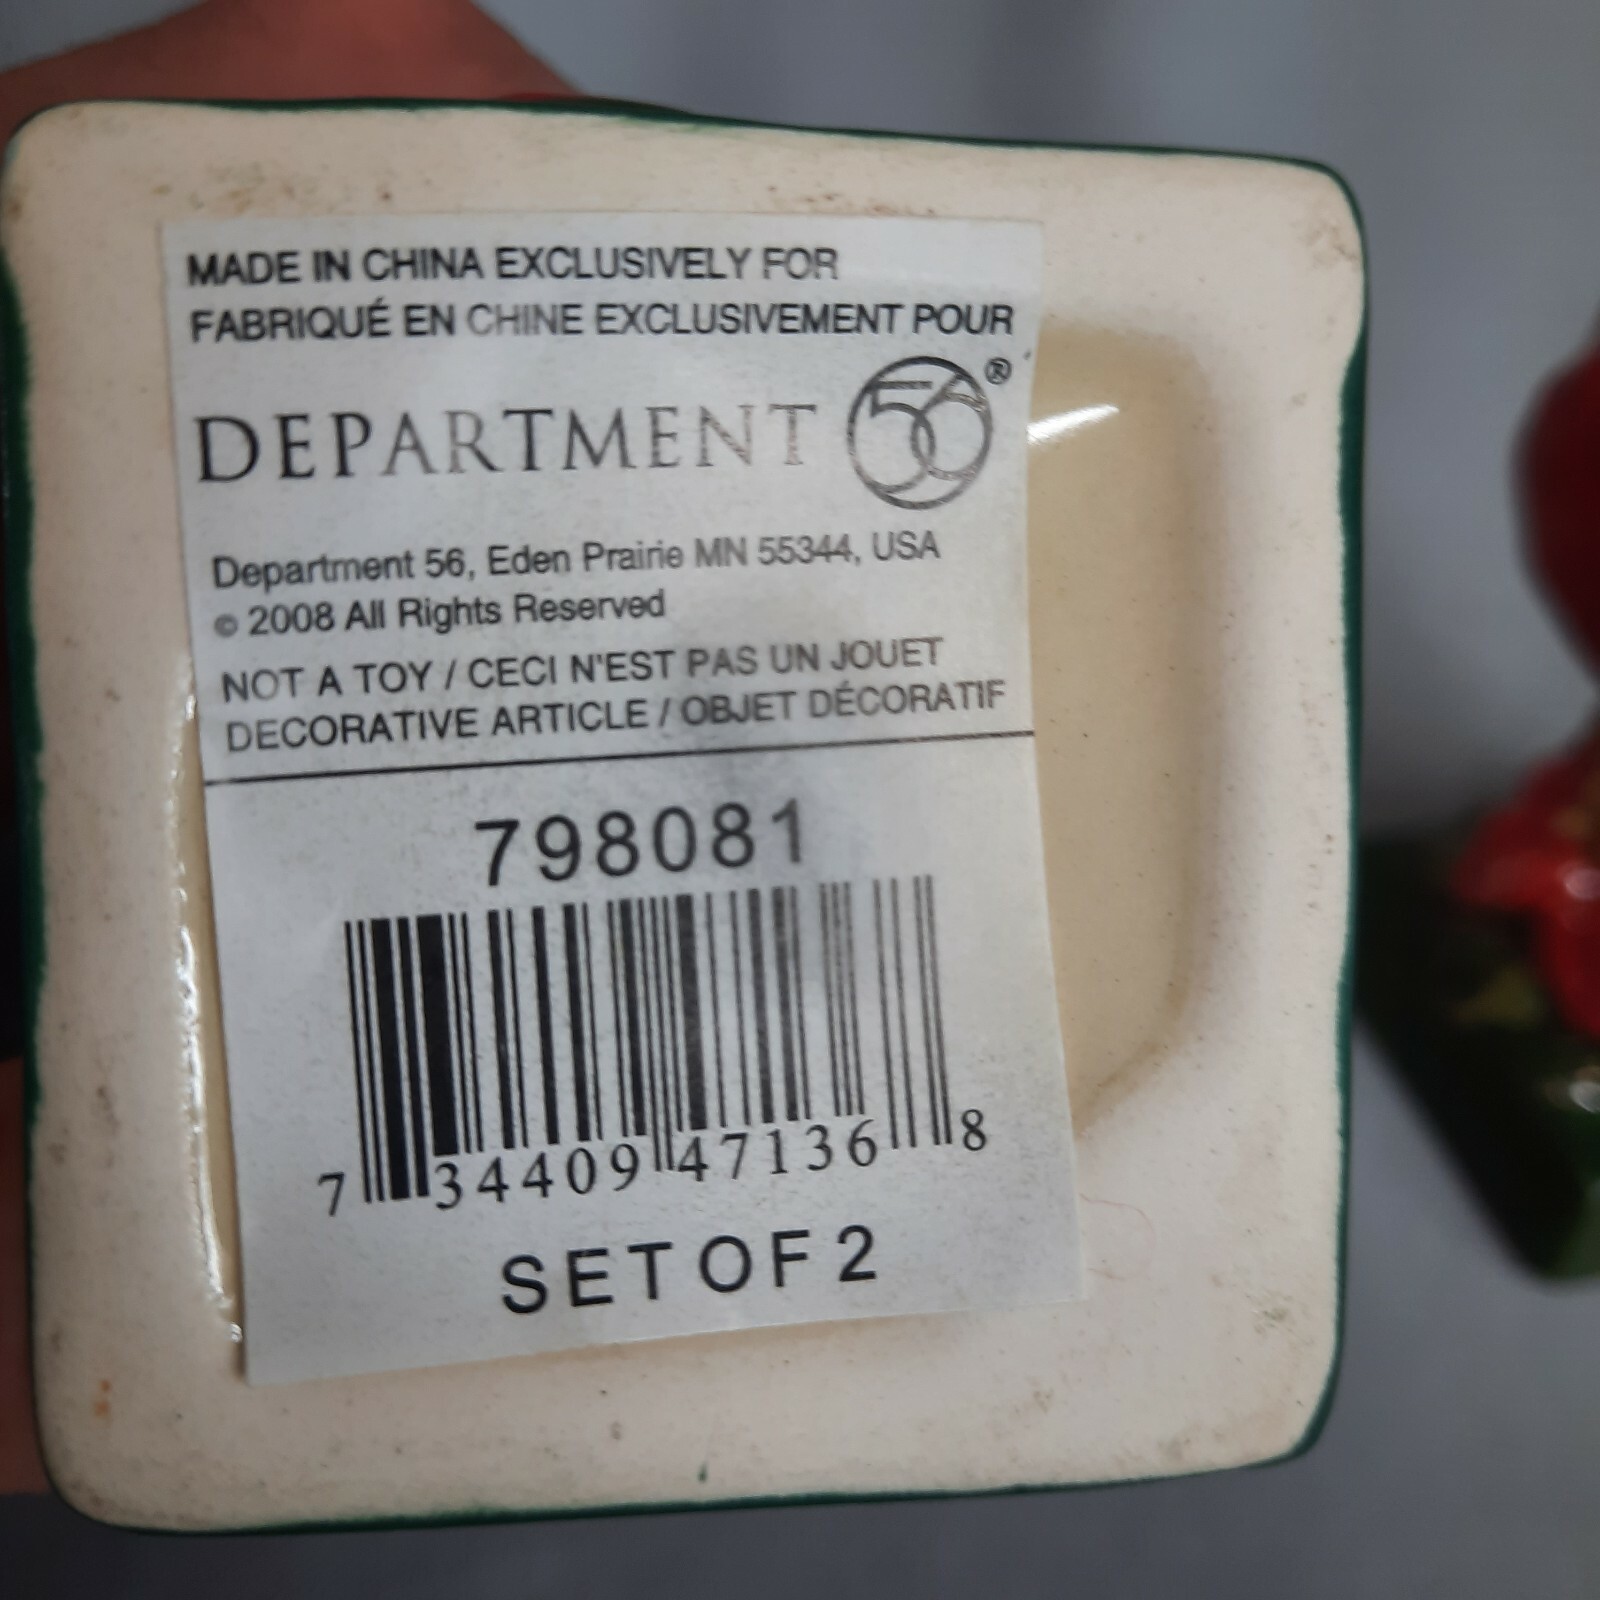 MADE IN CHINA EXCLUSIVELY FOR
FABRIQUÉ EN CHINE EXCLUSIVEMENT POUR
DEPARTMENT 56®
Department 56, Eden Prairie MN 55344, USA
© 2008 All Rights Reserved
NOT A TOY / CECI N'EST PAS UN JOUET
DECORATIVE ARTICLE / OBJET DÉCORATIF
798081
7 34409 47136 8
SET OF 2